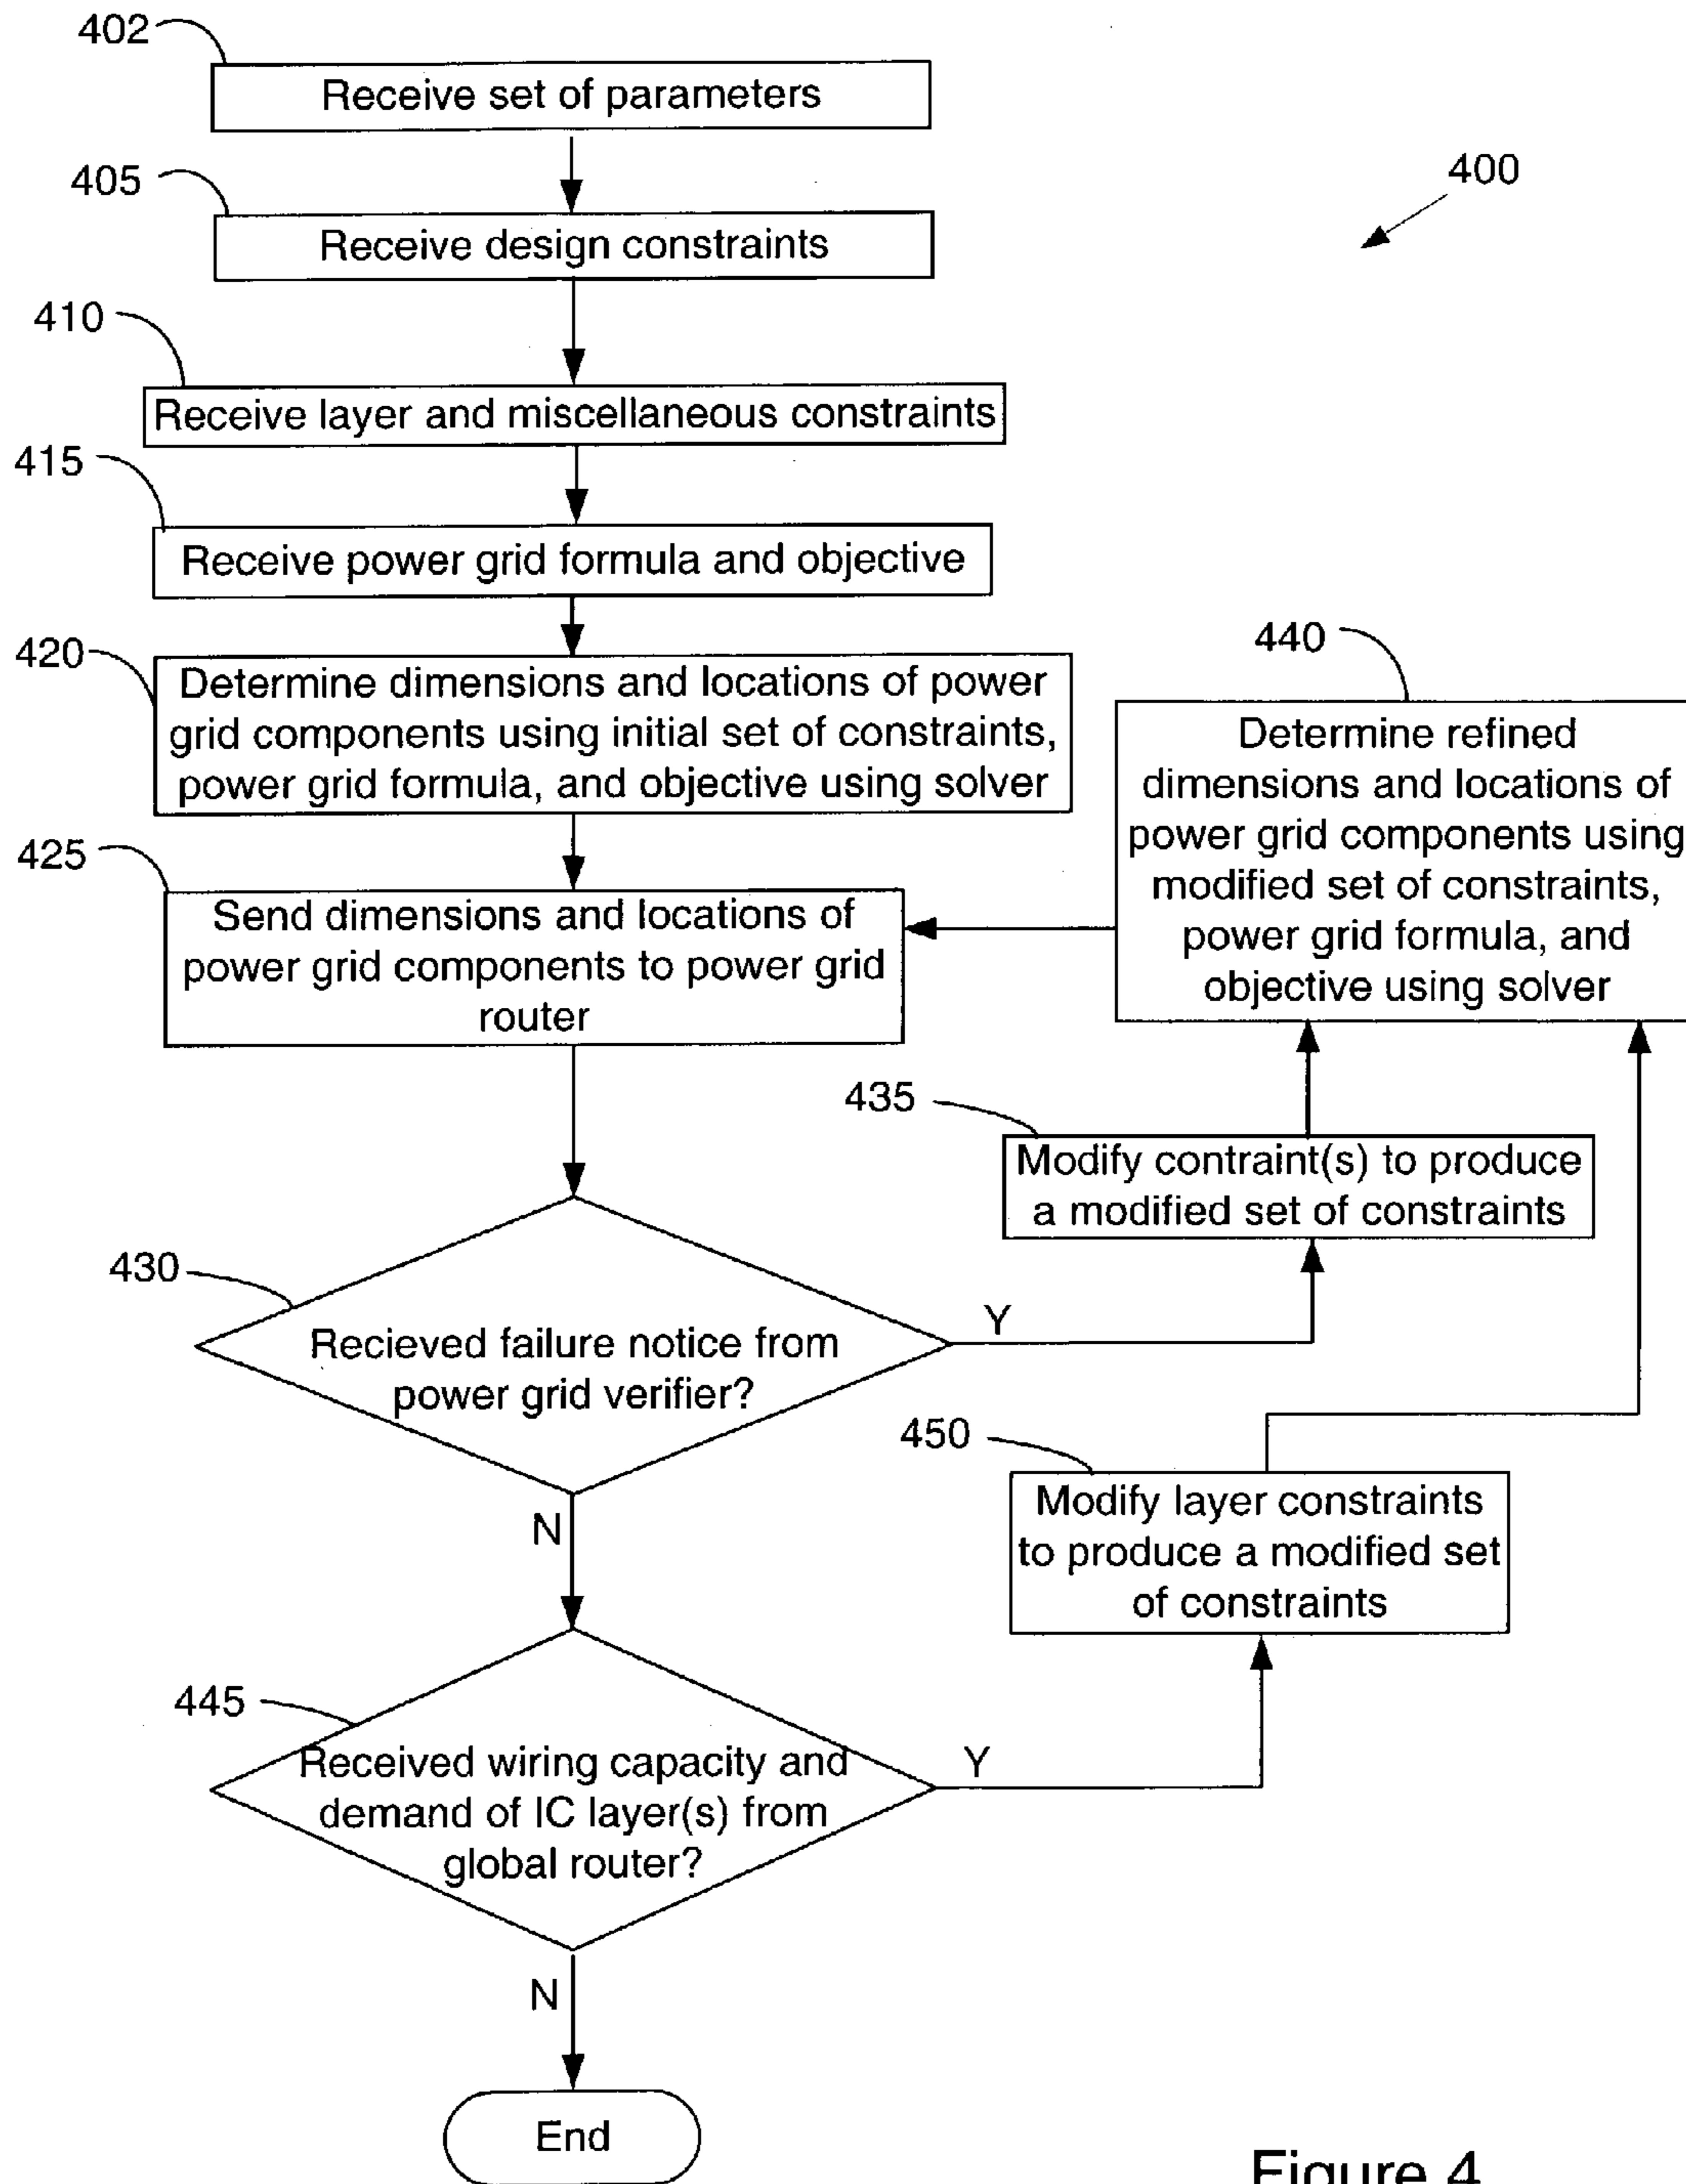 402
Receive set of parameters
405
Receive design constraints
400
410
Receive layer and miscellaneous constraints
415
Receive power grid formula and objective
420
Determine dimensions and locations of power
grid components using initial set of constraints,
power grid formula, and objective using solver
440
Determine refined
dimensions and locations of
power grid components using
modified set of constraints,
power grid formula, and
objective using solver
425
Send dimensions and locations of
power grid components to power grid
router
435
Modify contraint(s) to produce
a modified set of constraints
430
Recieved failure notice from
power grid verifier?
Y
N
450
Modify layer constraints
to produce a modified set
of constraints
445
Received wiring capacity and
demand of IC layer(s) from
global router?
Y
N
End
Figure 4